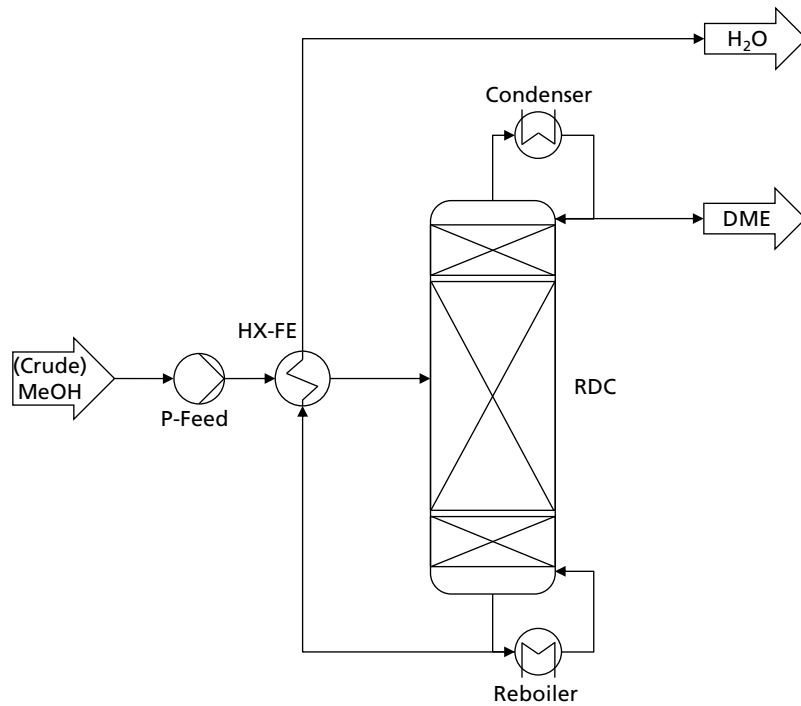 H₂O
Condenser
DME
HX-FE
(Crude)
MeOH
P-Feed
RDC
Reboiler